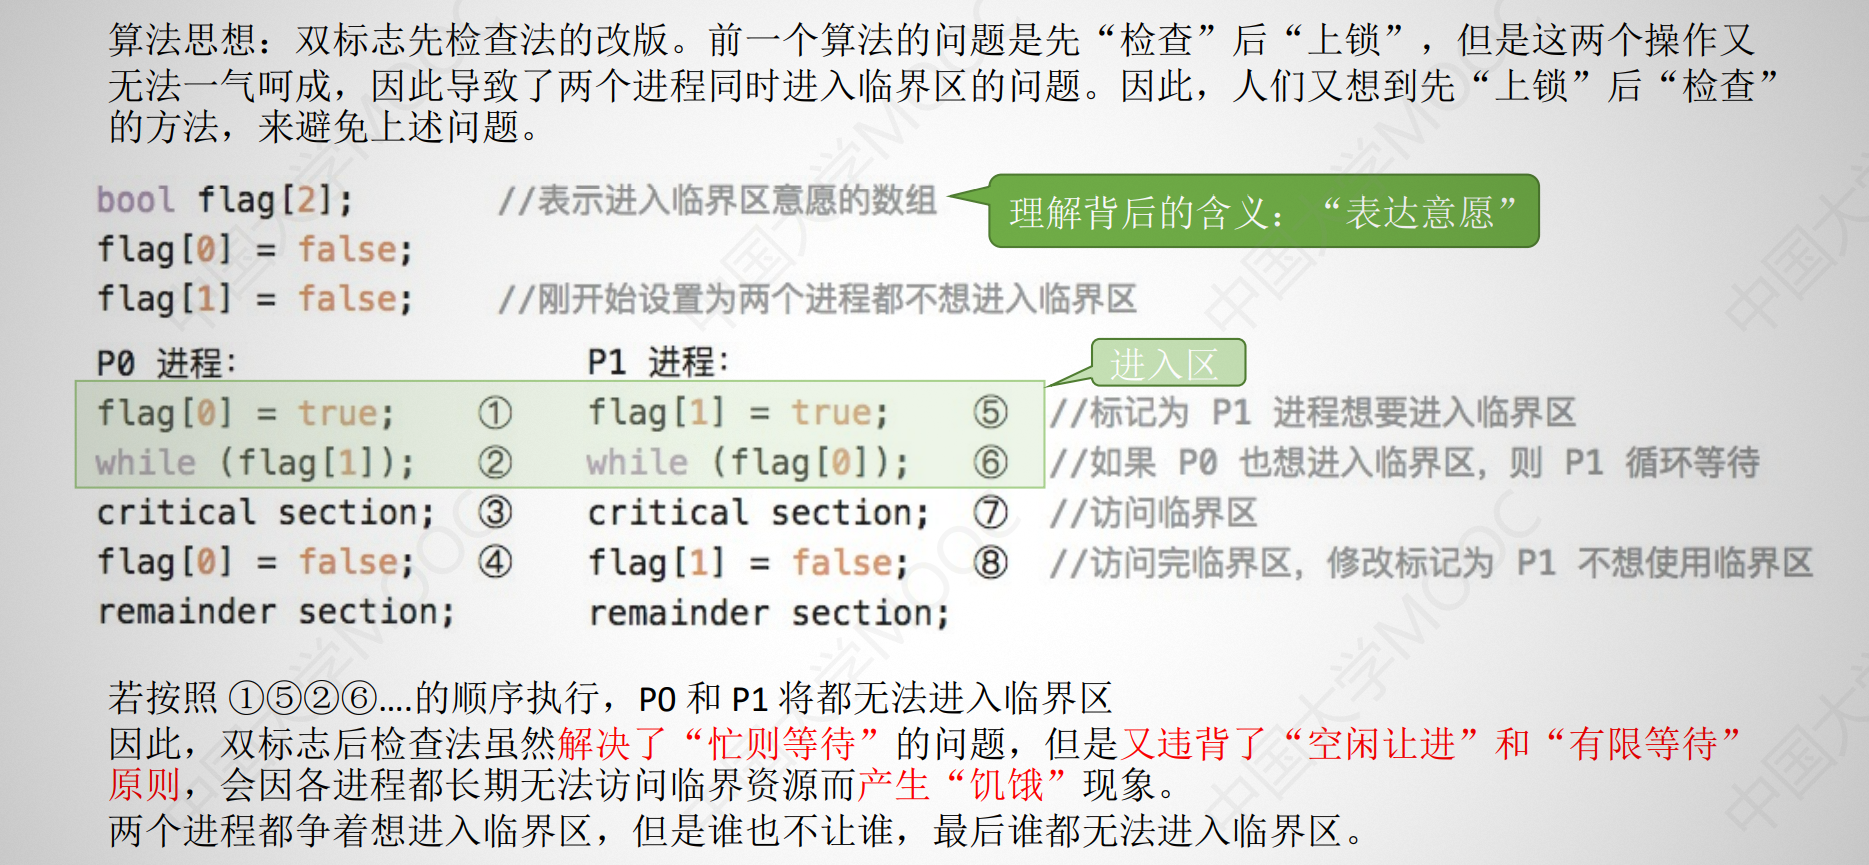 算法思想：双标志先检查法的改版。前一个算法的问题是先“检查”后“上锁”，但是这两个操作又
无法一气呵成，因此导致了两个进程同时进入临界区的问题。因此，人们又想到先“上锁”后“检查”
的方法，来避免上述问题。
bool flag[2]; //表示进入临界区意愿的数组
理解背后的含义：“表达意愿”
flag[0] = false;
flag[1] = false; //刚开始设置为两个进程都不想进入临界区
P0 进程: P1 进程:
进入区
flag[0] = true; ① flag[1] = true; ⑤ //标记为 P1 进程想要进入临界区
while (flag[1]); ② while (flag[0]); ⑥ //如果 P0 也想进入临界区，则 P1 循环等待
critical section; ③ critical section; ⑦ //访问临界区
flag[0] = false; ④ flag[1] = false; ⑧ //访问完临界区，修改标记为 P1 不想使用临界区
remainder section; remainder section;
若按照 ①⑤②⑥….的顺序执行，P0 和 P1 将都无法进入临界区
因此，双标志后检查法虽然解决了“忙则等待”的问题，但是又违背了“空闲让进”和“有限等待”
原则，会因各进程都长期无法访问临界资源而产生“饥饿”现象。
两个进程都争着想进入临界区，但是谁也不让谁，最后谁都无法进入临界区。
中国大学MOOC